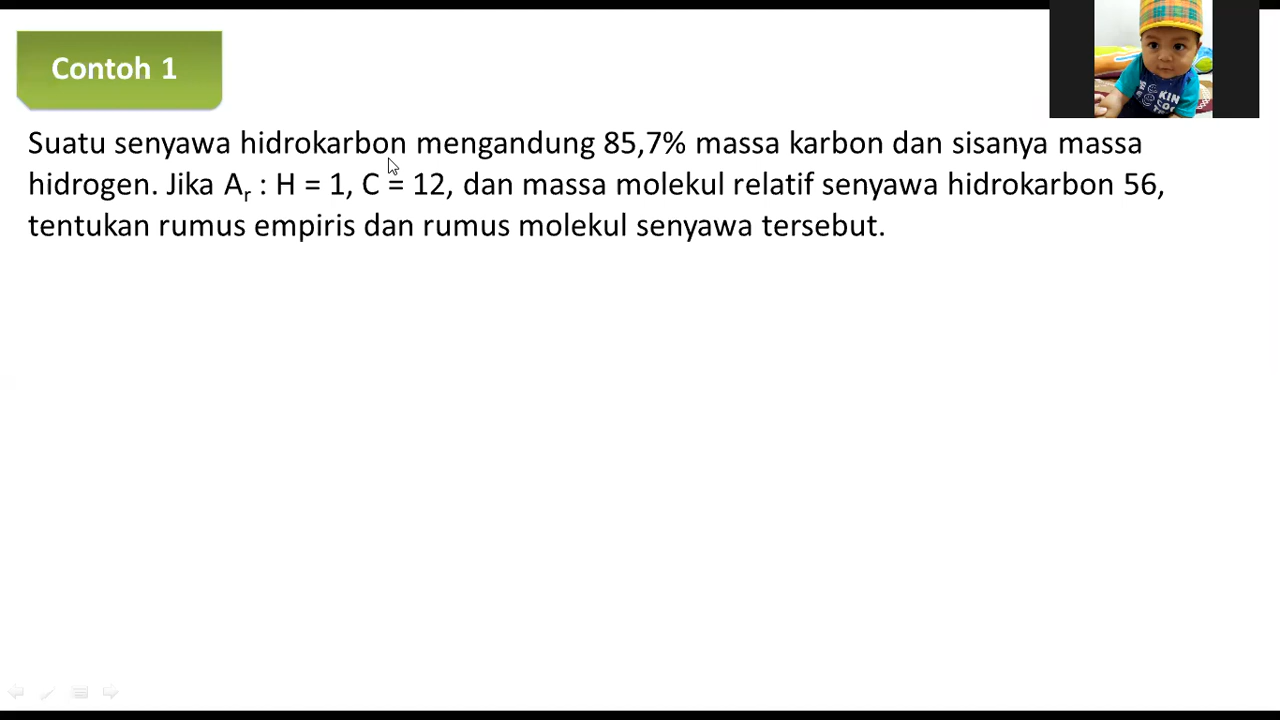 Contoh 1
Suatu senyawa hidrokarbon mengandung 85,7% massa karbon dan sisanya massa
hidrogen. Jika Aᵣ : H = 1, C = 12, dan massa molekul relatif senyawa hidrokarbon 56,
tentukan rumus empiris dan rumus molekul senyawa tersebut.